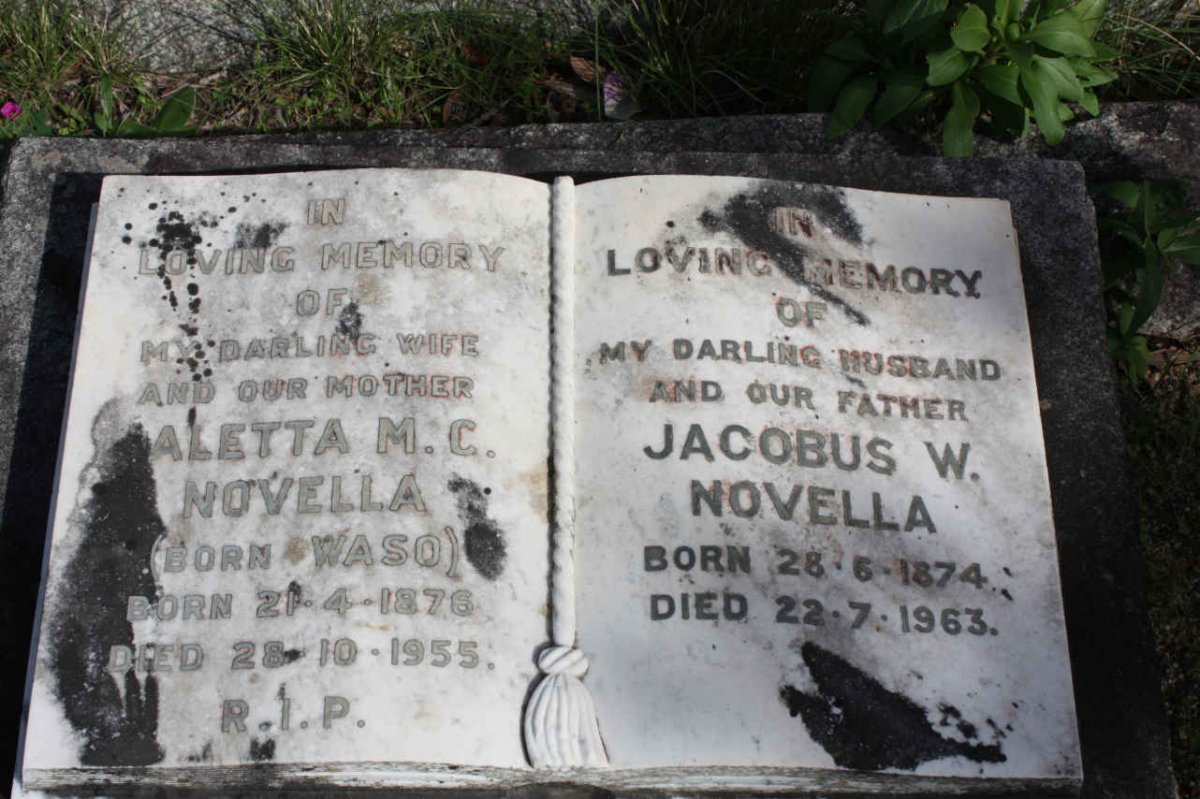 IN
LOVING MEMORY
OF
MY DARLING WIFE
AND OUR MOTHER
ALETTA M. C.
NOVELLA
(BORN WASO)
BORN 21·4·1876
DIED 28·10·1955.
R.I.P.
IN
LOVING MEMORY
OF
MY DARLING HUSBAND
AND OUR FATHER
JACOBUS W.
NOVELLA
BORN 28·6·1874.
DIED 22·7·1963.